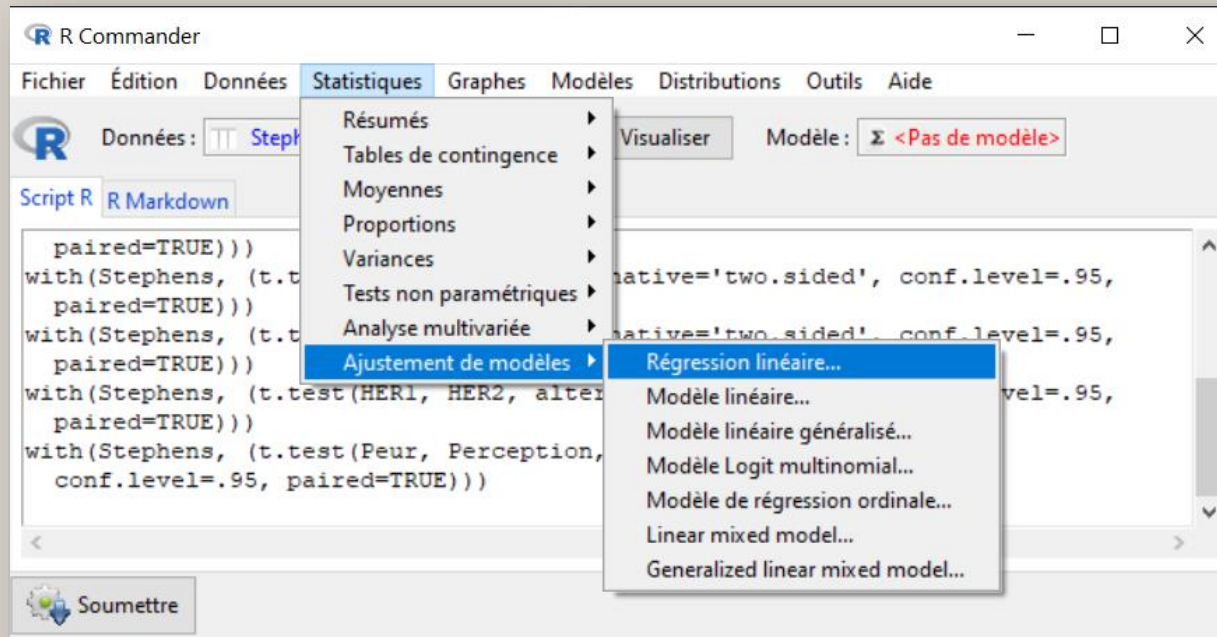 R Commander
Fichier Édition Données Statistiques Graphes Modèles Distributions Outils Aide
Données : Steph Visualiser Modèle : Σ <Pas de modèle>
Script R R Markdown
Résumés
Tables de contingence
Moyennes
Proportions
Variances
Tests non paramétriques
Analyse multivariée
Ajustement de modèles
Régression linéaire...
Modèle linéaire...
Modèle linéaire généralisé...
Modèle Logit multinomial...
Modèle de régression ordinale...
Linear mixed model...
Generalized linear mixed model...
paired=TRUE)))
with(Stephens, (t.t native='two.sided', conf.level=.95,
paired=TRUE)))
with(Stephens, (t.t native='two.sided', conf.level=.95,
paired=TRUE)))
with(Stephens, (t.test(HER1, HER2, alter vel=.95,
paired=TRUE)))
with(Stephens, (t.test(Peur, Perception,
conf.level=.95, paired=TRUE)))
Soumettre